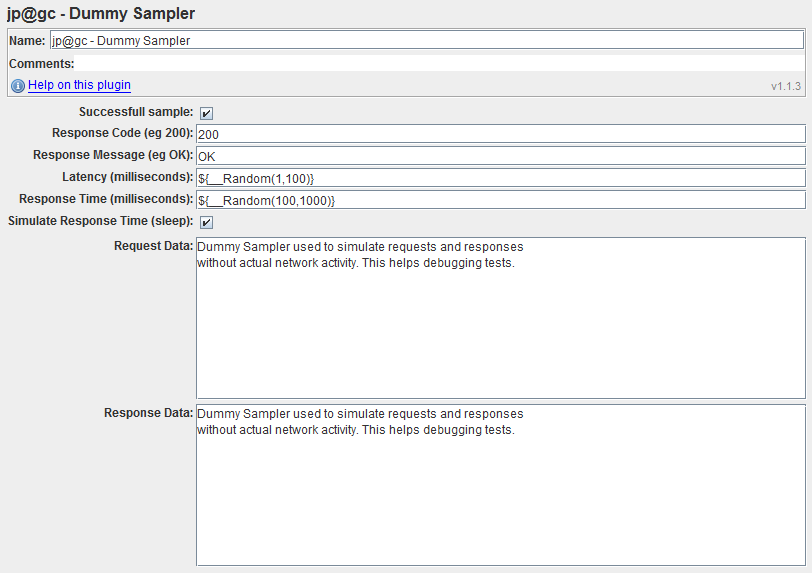 jp@gc - Dummy Sampler
Name: jp@gc - Dummy Sampler
Comments:
Help on this plugin
v1.1.3
Successfull sample:
Response Code (eg 200): 200
Response Message (eg OK): OK
Latency (milliseconds): ${__Random(1,100)}
Response Time (milliseconds): ${__Random(100,1000)}
Simulate Response Time (sleep):
Request Data: Dummy Sampler used to simulate requests and responses
without actual network activity. This helps debugging tests.
Response Data: Dummy Sampler used to simulate requests and responses
without actual network activity. This helps debugging tests.